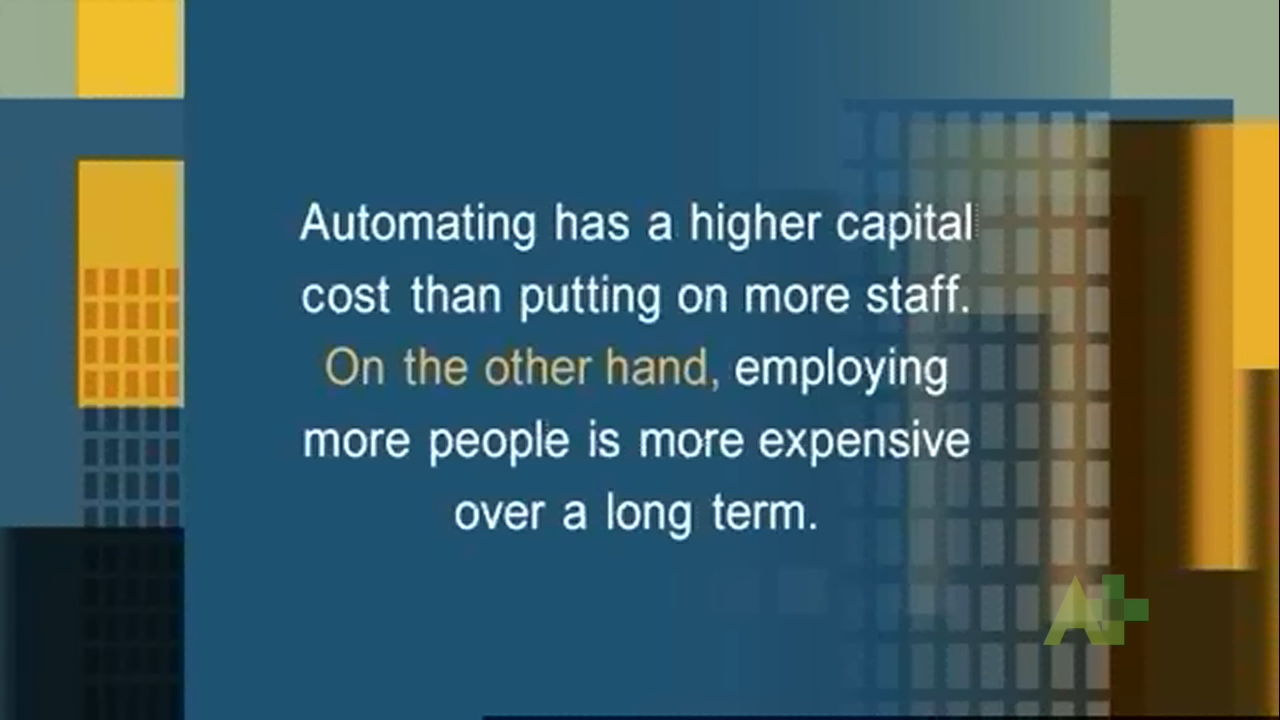 Automating has a higher capital
cost than putting on more staff.
On the other hand, employing
more people is more expensive
over a long term.
A+